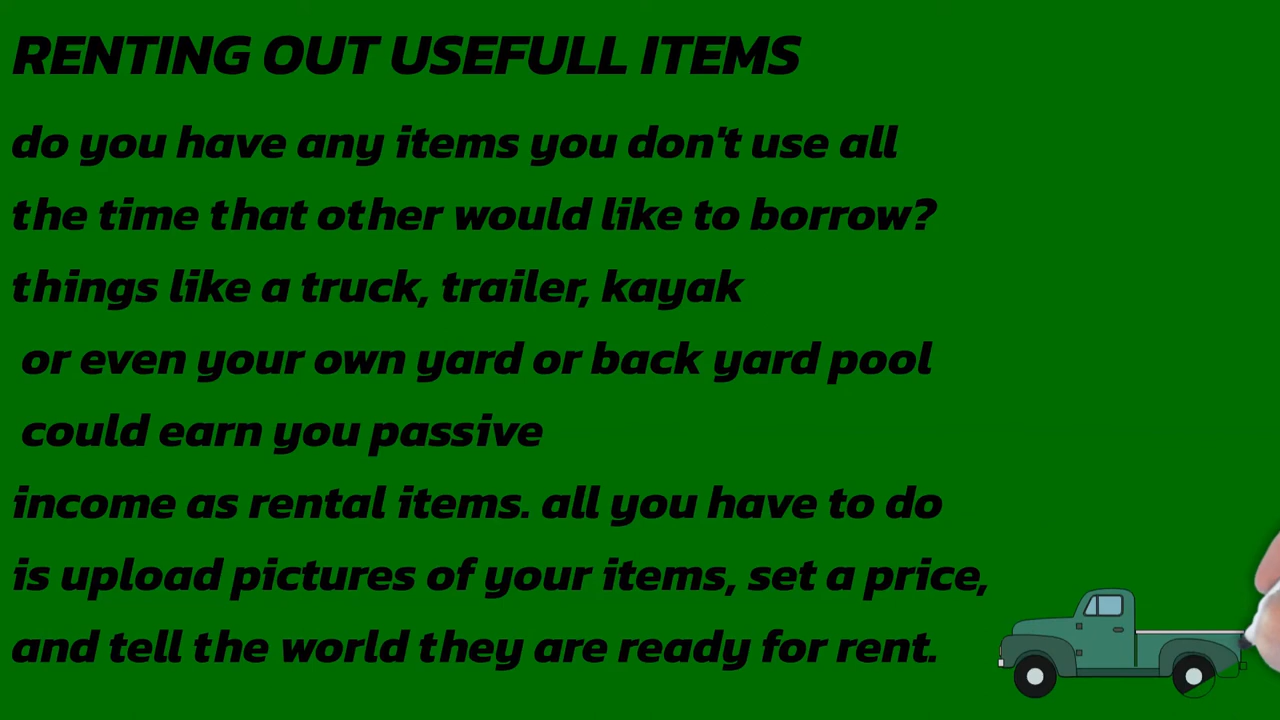 RENTING OUT USEFULL ITEMS
do you have any items you don't use all
the time that other would like to borrow?
things like a truck, trailer, kayak
or even your own yard or back yard pool
could earn you passive
income as rental items. all you have to do
is upload pictures of your items, set a price,
and tell the world they are ready for rent.